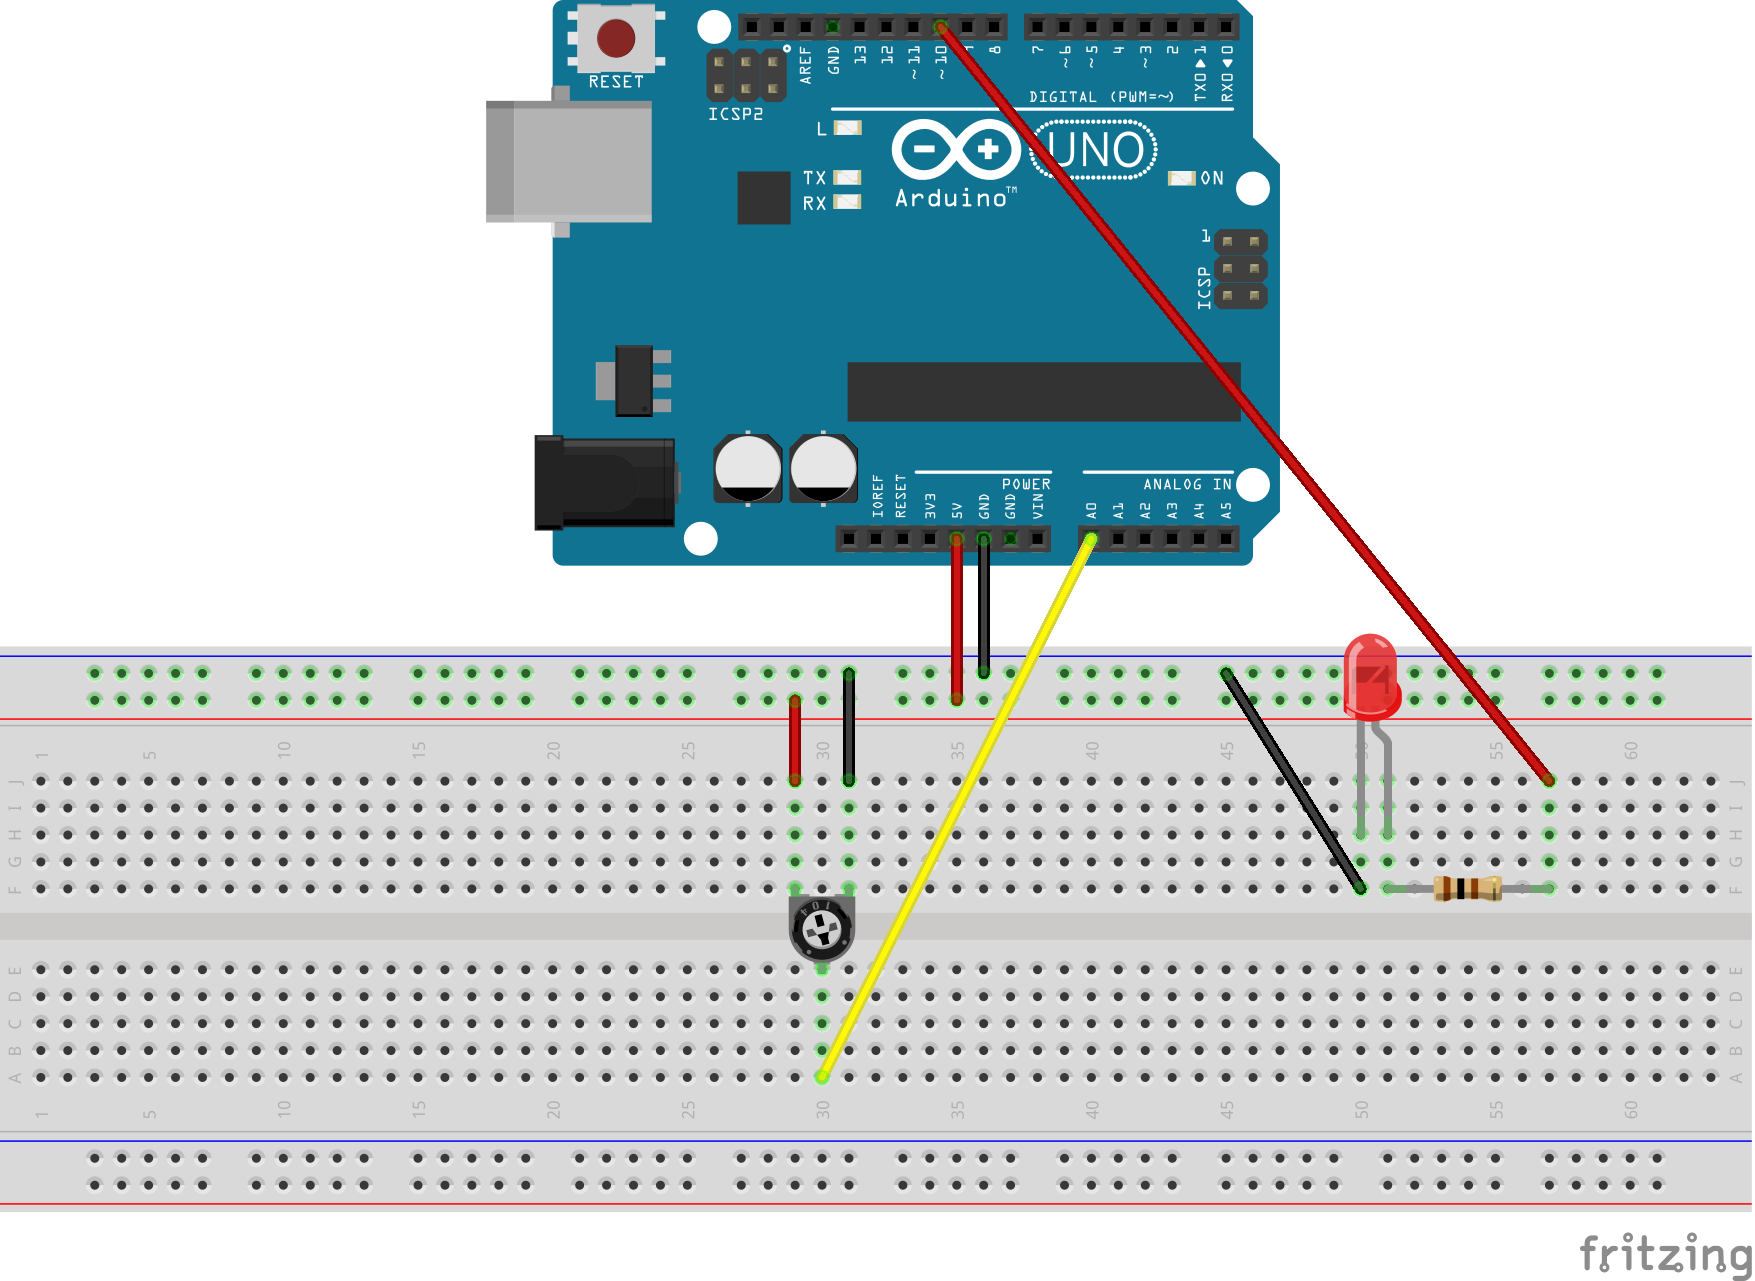 RESET
ICSP2
AREF
GND
13
12
~11
~10
8
7
~6
~5
4
~3
2
TX0▶1
RX0◀0
DIGITAL (PWM=~)
L
TX
RX
UNO
Arduino™
ON
1
ICSP
POWER
ANALOG IN
IOREF
RESET
3V3
5V
GND
GND
VIN
A0
A1
A2
A3
A4
A5
1 5 10 15 20 25 30 35 40 45 55 60
J J
I I
H H
G G
F F
104
E E
D D
C C
B B
A A
1 5 10 15 20 25 30 35 40 45 50 55 60
fritzing